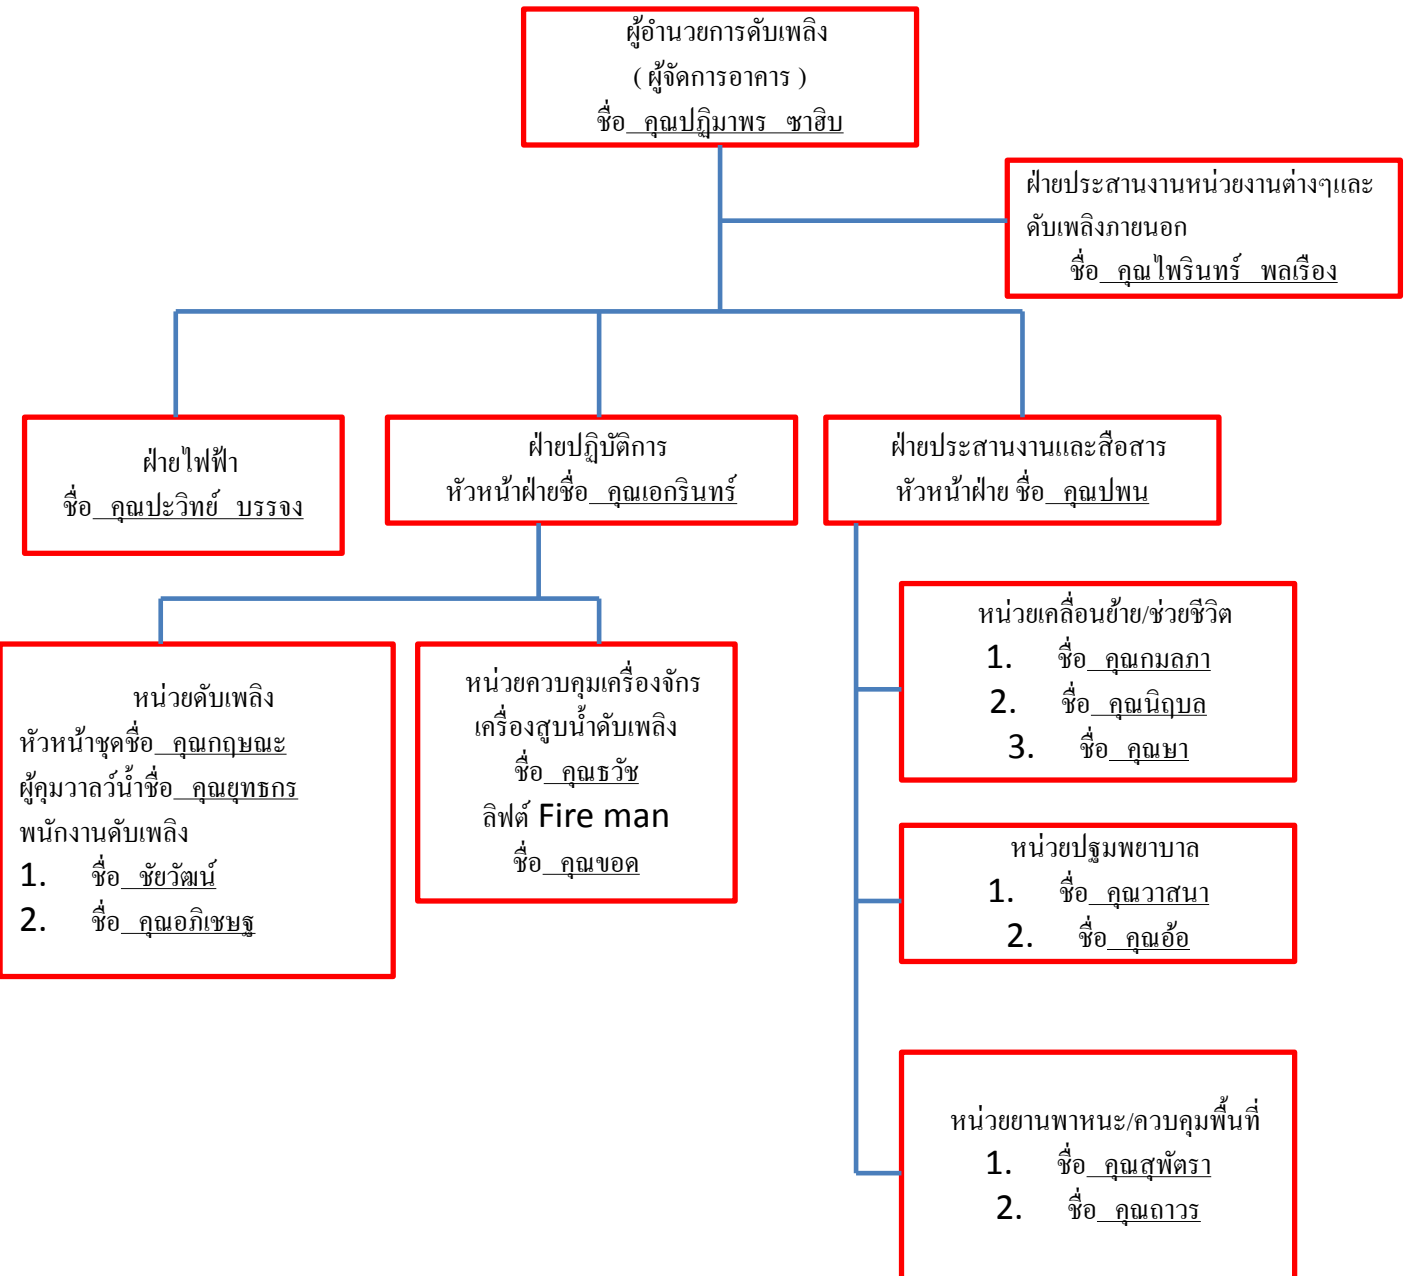 ผู้อำนวยการดับเพลิง
( ผู้จัดการอาคาร )
ชื่อ คุณปฏิมาพร ซาฮิบ
ฝ่ายประสานงานหน่วยงานต่างๆและ
ดับเพลิงภายนอก
ชื่อ คุณไพรินทร์ พลเรือง
ฝ่ายไฟฟ้า
ชื่อ คุณปะวิทย์ บรรจง
ฝ่ายปฏิบัติการ
หัวหน้าฝ่ายชื่อ คุณเอกรินทร์
ฝ่ายประสานงานและสือสาร
หัวหน้าฝ่าย ชื่อ คุณปพน
หน่วยดับเพลิง
หัวหน้าชุดชื่อ คุณกฤษณะ
ผู้คุมวาลว์น้ำชื่อ คุณยุทธกร
พนักงานดับเพลิง
1. ชื่อ ชัยวัฒน์
2. ชื่อ คุณอภิเชษฐ
หน่วยควบคุมเครื่องจักร
เครื่องสูบน้ำดับเพลิง
ชื่อ คุณธวัช
ลิฟต์ Fire man
ชื่อ คุณขอด
หน่วยเคลื่อนย้าย/ช่วยชีวิต
1. ชื่อ คุณกมลภา
2. ชื่อ คุณนิฤบล
3. ชื่อ คุณษา
หน่วยปฐมพยาบาล
1. ชื่อ คุณวาสนา
2. ชื่อ คุณอ้อ
หน่วยยานพาหนะ/ควบคุมพื้นที่
1. ชื่อ คุณสุพัตรา
2. ชื่อ คุณถาวร